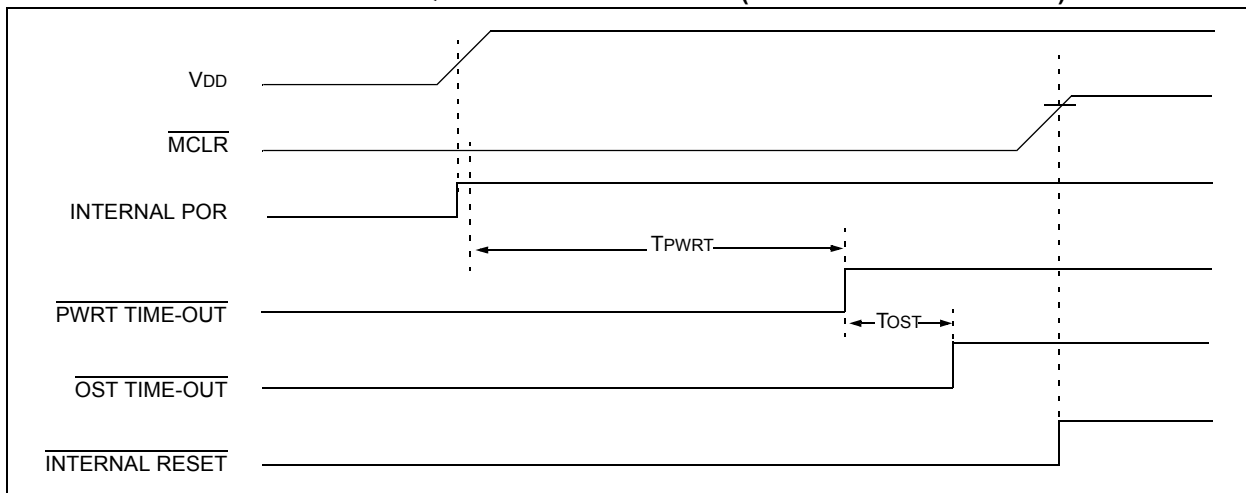 VDD
MCLR
INTERNAL POR
TPWRT
PWRT TIME-OUT
TOST
OST TIME-OUT
INTERNAL RESET